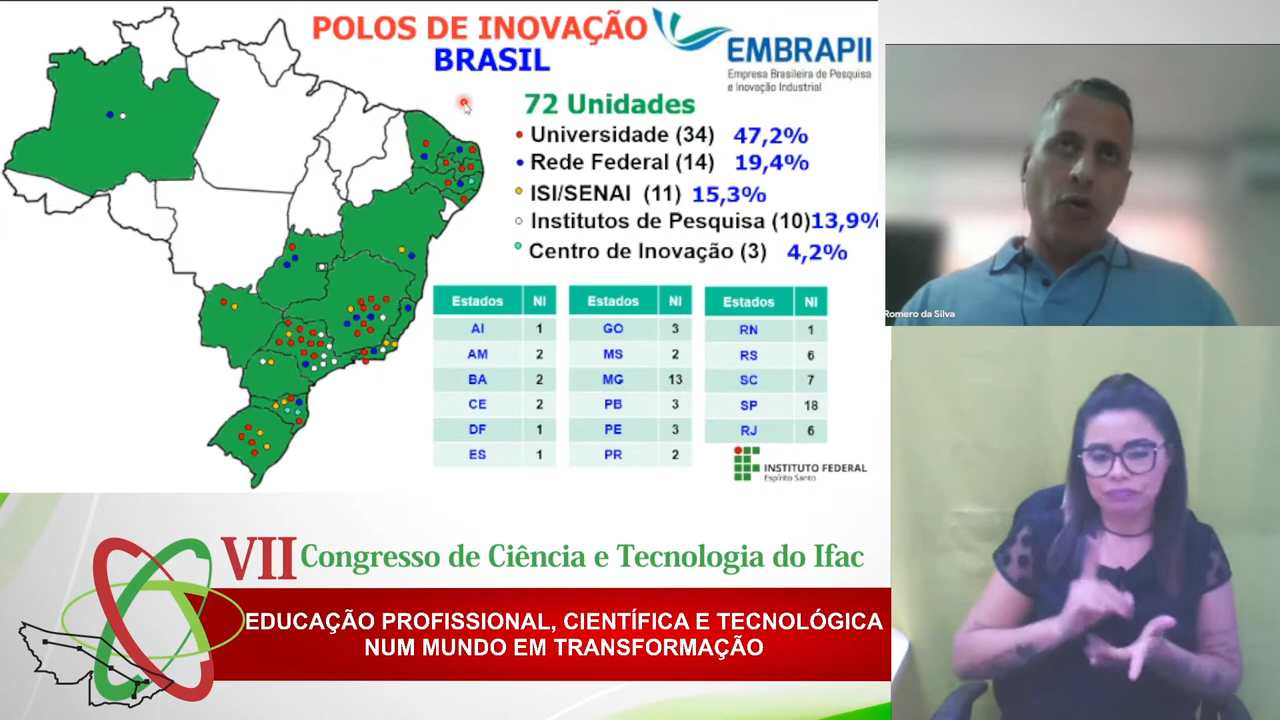 POLOS DE INOVAÇÃO
BRASIL
EMBRAPII
Empresa Brasileira de Pesquisa
e Inovação Industrial
72 Unidades
Universidade (34) 47,2%
Rede Federal (14) 19,4%
ISI/SENAI (11) 15,3%
Institutos de Pesquisa (10) 13,9%
Centro de Inovação (3) 4,2%
Estados NI Estados NI Estados NI
Al 1 GO 3 RN 1
AM 2 MS 2 RS 6
BA 2 MG 13 SC 7
CE 2 PB 3 SP 18
DF 1 PE 3 RJ 6
ES 1 PR 2
INSTITUTO FEDERAL
Espírito Santo
Romero da Silva
VII Congresso de Ciência e Tecnologia do Ifac
EDUCAÇÃO PROFISSIONAL, CIENTÍFICA E TECNOLÓGICA
NUM MUNDO EM TRANSFORMAÇÃO